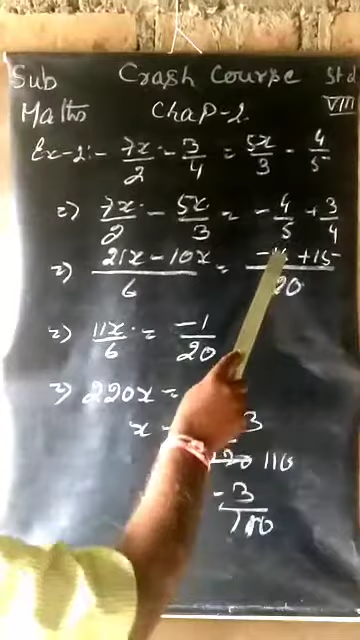 Sub Crash Course Std
Maths Chap-2 VIII
Ex-2:- 7x/2 - 3/4 = 5x/3 - 4/5
=) 7x/2 - 5x/3 = -4/5 + 3/4
=) 21x - 10x / 6 = +15 / 20
=) 11x/6 = -1/20
=) 220x =
x = 3
120 110
-3/110